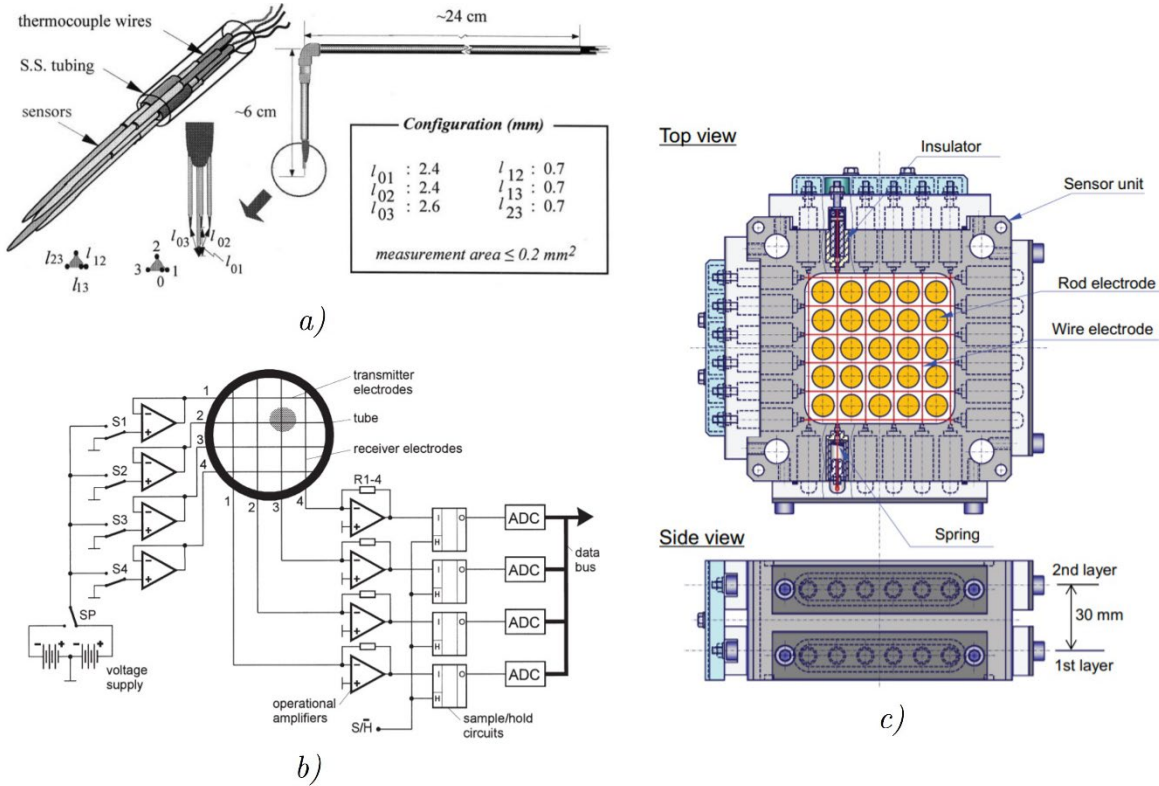 thermocouple wires
S.S. tubing
sensors
~24 cm
~6 cm
Configuration (mm)
l01 : 2.4
l02 : 2.4
l03 : 2.6
l12 : 0.7
l13 : 0.7
l23 : 0.7
measurement area ≤ 0.2 mm²
l03 l02
l01
l23 l12
l13
2
3 1
0
a)
transmitter
electrodes
tube
receiver electrodes
1
2
3
4
1 2 3 4
S1
S2
S3
S4
SP
- + - +
voltage
supply
- +
- +
- +
- +
R1-4
- +
- +
- +
- +
I O
H
I O
H
I O
H
I O
H
ADC
ADC
ADC
ADC
data
bus
operational
amplifiers
S/H̄
sample/hold
circuits
b)
Top view
Insulator
Sensor unit
Rod electrode
Wire electrode
Spring
Side view
2nd layer
30 mm
1st layer
c)